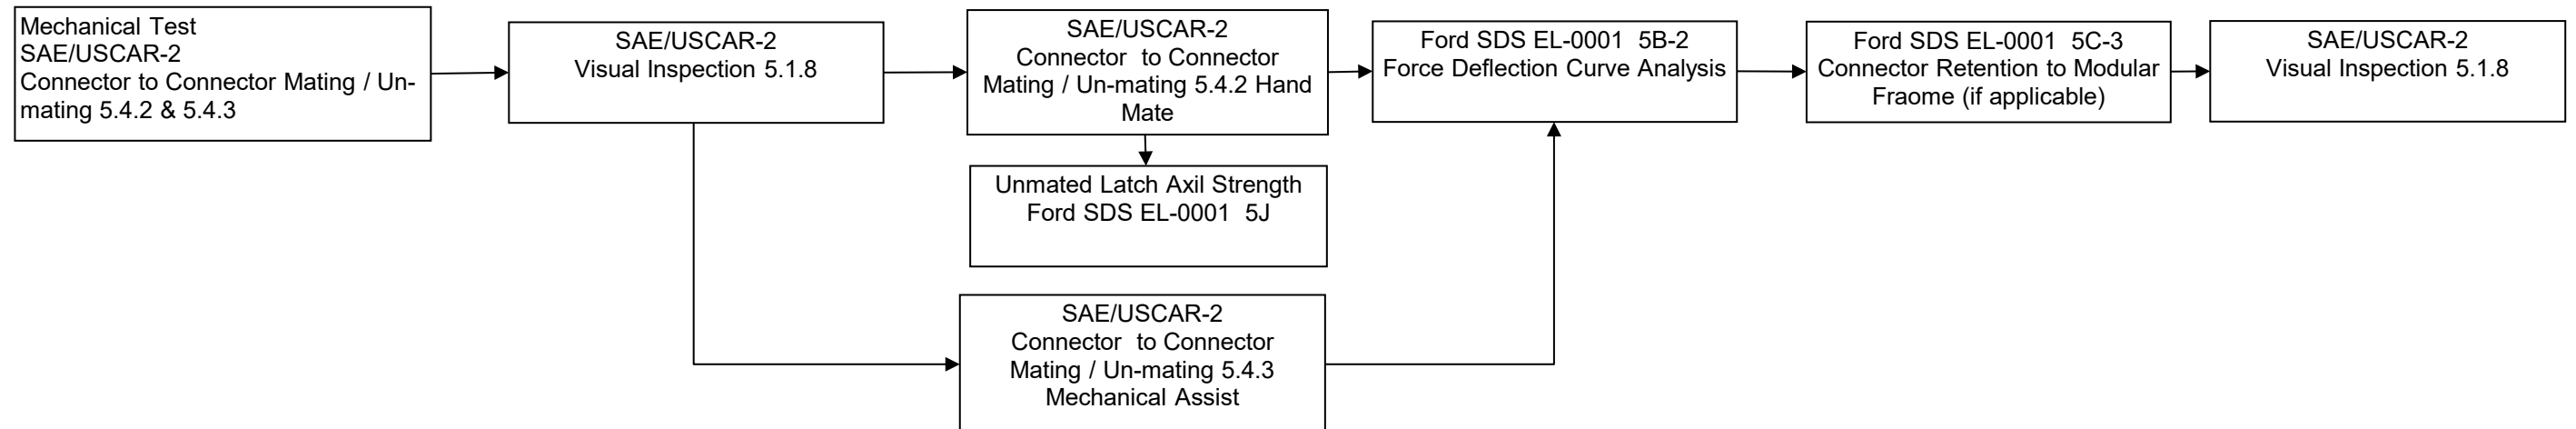 Mechanical Test
SAE/USCAR-2
Connector to Connector Mating / Un-
mating 5.4.2 & 5.4.3
SAE/USCAR-2
Visual Inspection 5.1.8
SAE/USCAR-2
Connector  to Connector
Mating / Un-mating 5.4.2 Hand
Mate
Ford SDS EL-0001  5B-2
Force Deflection Curve Analysis
Ford SDS EL-0001  5C-3
Connector Retention to Modular
Fraome (if applicable)
SAE/USCAR-2
Visual Inspection 5.1.8
Unmated Latch Axil Strength
Ford SDS EL-0001  5J
SAE/USCAR-2
Connector  to Connector
Mating / Un-mating 5.4.3
Mechanical Assist